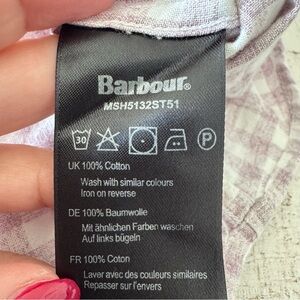 Barbour®
MSH5132ST51
30 P
UK 100% Cotton
Wash with similar colours
Iron on reverse
DE 100% Baumwolle
Mit ähnlichen Farben waschen
Auf links bügeln
FR 100% Coton
Laver avec des couleurs similaires
Repasser sur l'envers